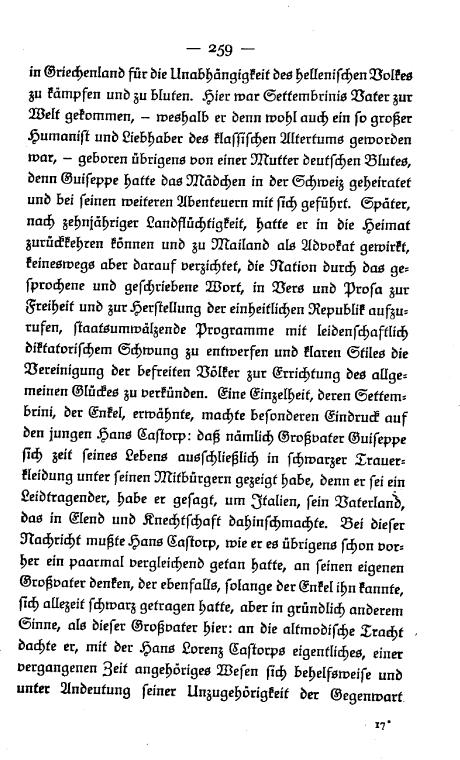 — 259 —
in Griechenland für die Unabhängigkeit des hellenischen Volkes
zu kämpfen und zu bluten. Hier war Settembrinis Vater zur
Welt gekommen, – weshalb er denn wohl auch ein so großer
Humanist und Liebhaber des klassischen Altertums geworden
war, – geboren übrigens von einer Mutter deutschen Blutes,
denn Guiseppe hatte das Mädchen in der Schweiz geheiratet
und bei seinen weiteren Abenteuern mit sich geführt. Später,
nach zehnjähriger Landflüchtigkeit, hatte er in die Heimat
zurückkehren können und zu Mailand als Advokat gewirkt,
keineswegs aber darauf verzichtet, die Nation durch das ge-
sprochene und geschriebene Wort, in Vers und Prosa zur
Freiheit und zur Herstellung der einheitlichen Republik aufzu-
rufen, staatsumwälzende Programme mit leidenschaftlich
diktatorischem Schwung zu entwerfen und klaren Stiles die
Vereinigung der befreiten Völker zur Errichtung des allge-
meinen Glückes zu verkünden. Eine Einzelheit, deren Settem-
brini, der Enkel, erwähnte, machte besonderen Eindruck auf
den jungen Hans Castorp: daß nämlich Großvater Guiseppe
sich zeit seines Lebens ausschließlich in schwarzer Trauer-
kleidung unter seinen Mitbürgern gezeigt habe, denn er sei ein
Leidtragender, habe er gesagt, um Italien, sein Vaterland,
das in Elend und Knechtschaft dahinschmachte. Bei dieser
Nachricht mußte Hans Castorp, wie er es übrigens schon vor-
her ein paarmal vergleichend getan hatte, an seinen eigenen
Großvater denken, der ebenfalls, solange der Enkel ihn kannte,
sich allezeit schwarz getragen hatte, aber in gründlich anderem
Sinne, als dieser Großvater hier: an die altmodische Tracht
dachte er, mit der Hans Lorenz Castorps eigentliches, einer
vergangenen Zeit angehöriges Wesen sich behelfsweise und
unter Andeutung seiner Unzugehörigkeit der Gegenwart
17*